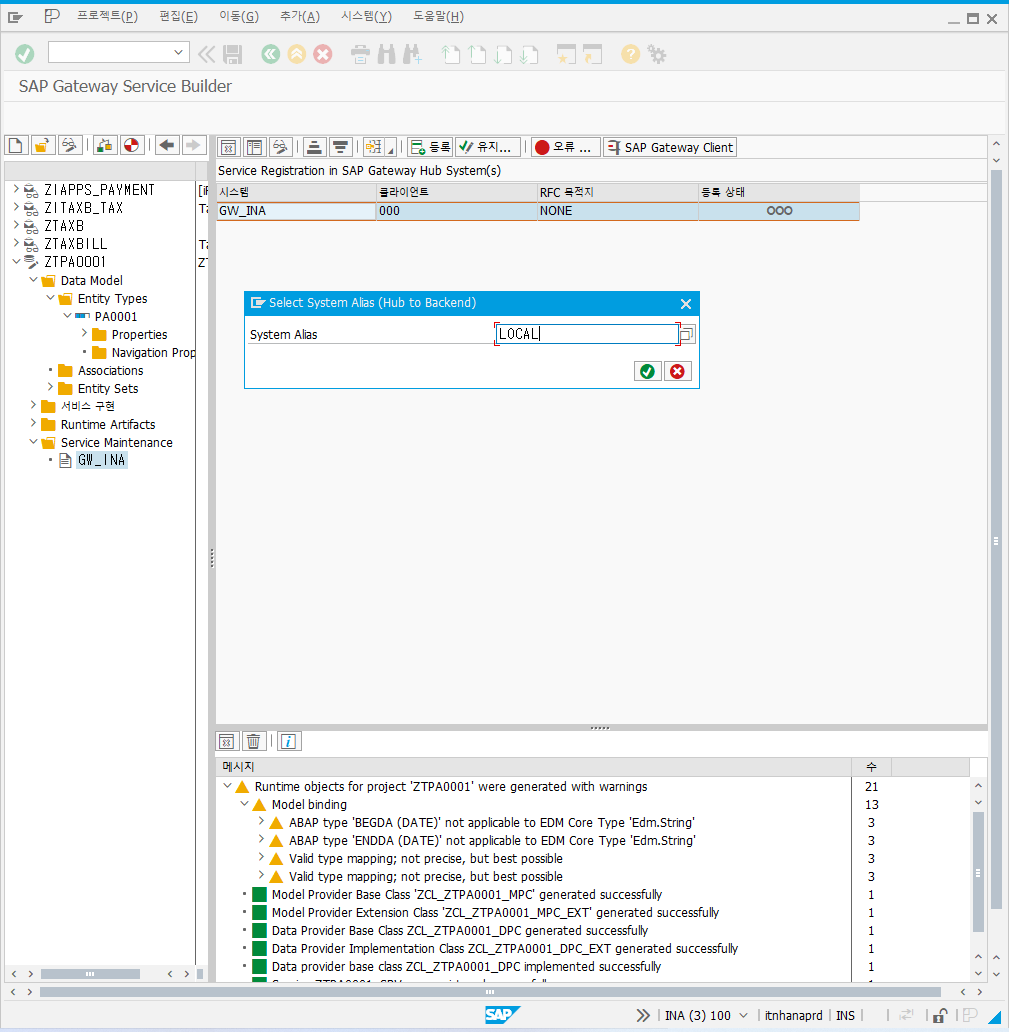 프로젝트(P) 편집(E) 이동(G) 추가(A) 시스템(Y) 도움말(H)
SAP Gateway Service Builder
등록 유지... 오류 ... SAP Gateway Client
Service Registration in SAP Gateway Hub System(s)
시스템 클라이언트 RFC 목적지 등록 상태
GW_INA 000 NONE
ZIAPPS_PAYMENT
ZITAXB_TAX
ZTAXB
ZTAXBILL
ZTPA0001
Data Model
Entity Types
PA0001
Properties
Navigation Prop
Associations
Entity Sets
서비스 구현
Runtime Artifacts
Service Maintenance
GW_INA
Select System Alias (Hub to Backend)
System Alias LOCAL
메시지 수
Runtime objects for project 'ZTPA0001' were generated with warnings 21
Model binding 13
ABAP type 'BEGDA (DATE)' not applicable to EDM Core Type 'Edm.String' 3
ABAP type 'ENDDA (DATE)' not applicable to EDM Core Type 'Edm.String' 3
Valid type mapping; not precise, but best possible 3
Valid type mapping; not precise, but best possible 3
Model Provider Base Class 'ZCL_ZTPA0001_MPC' generated successfully 1
Model Provider Extension Class 'ZCL_ZTPA0001_MPC_EXT' generated successfully 1
Data Provider Base Class ZCL_ZTPA0001_DPC generated successfully 1
Data Provider Implementation Class ZCL_ZTPA0001_DPC_EXT generated successfully 1
Data provider base class ZCL_ZTPA0001_DPC implemented successfully 1
SAP INA (3) 100 itnhanaprd INS